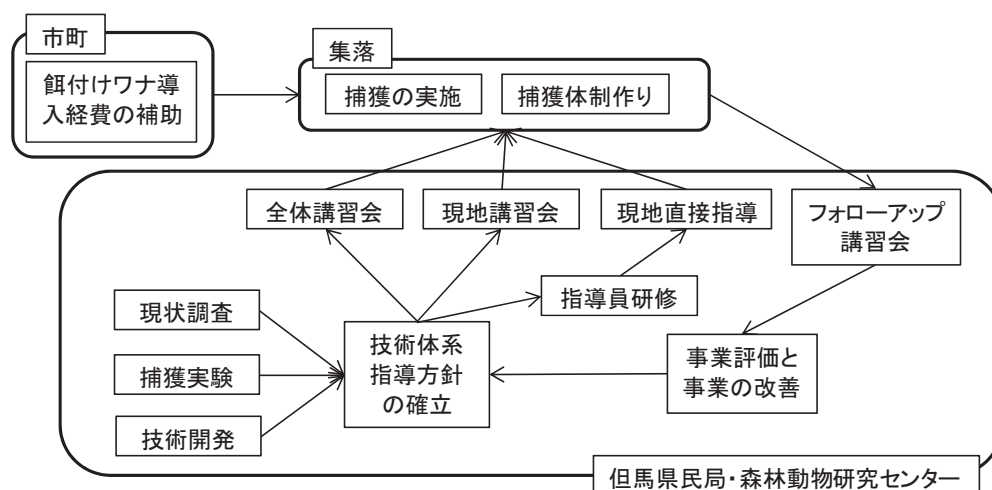 市町
餌付けワナ導
入経費の補助
集落
捕獲の実施
捕獲体制作り
全体講習会
現地講習会
現地直接指導
フォローアップ
講習会
指導員研修
現状調査
捕獲実験
技術開発
技術体系
指導方針
の確立
事業評価と
事業の改善
但馬県民局・森林動物研究センター